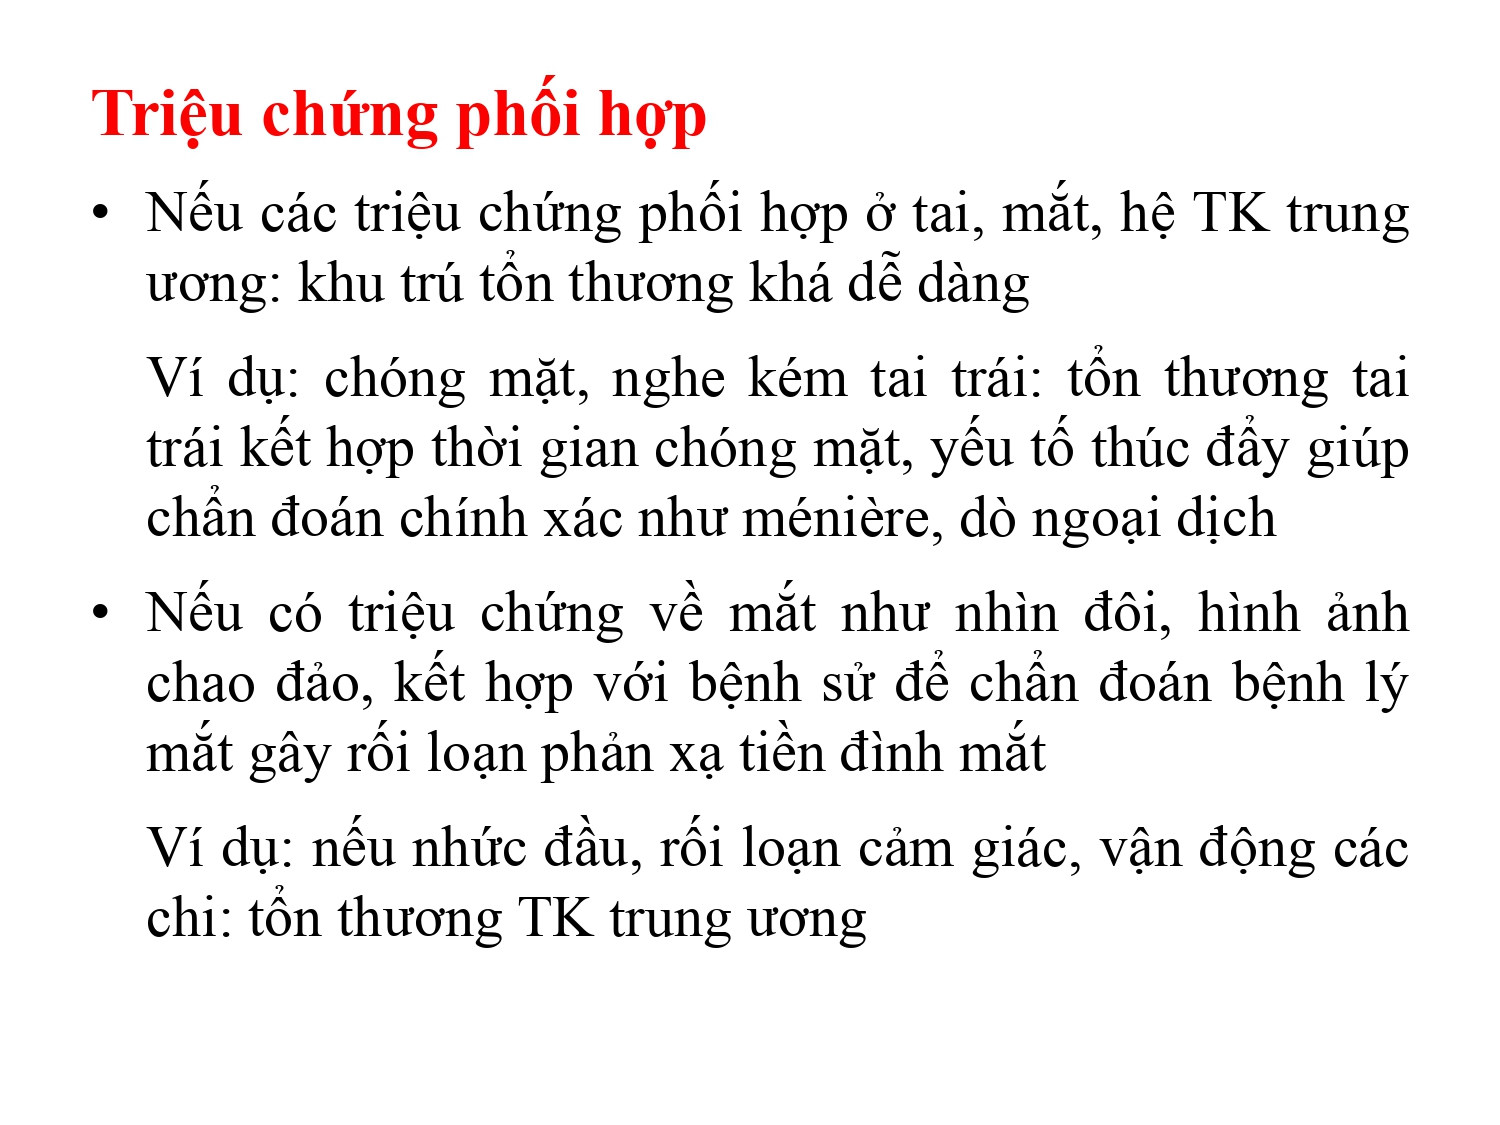 Triệu chứng phối hợp
• Nếu các triệu chứng phối hợp ở tai, mắt, hệ TK trung
ương: khu trú tổn thương khá dễ dàng
Ví dụ: chóng mặt, nghe kém tai trái: tổn thương tai
trái kết hợp thời gian chóng mặt, yếu tố thúc đẩy giúp
chẩn đoán chính xác như ménière, dò ngoại dịch
• Nếu có triệu chứng về mắt như nhìn đôi, hình ảnh
chao đảo, kết hợp với bệnh sử để chẩn đoán bệnh lý
mắt gây rối loạn phản xạ tiền đình mắt
Ví dụ: nếu nhức đầu, rối loạn cảm giác, vận động các
chi: tổn thương TK trung ương